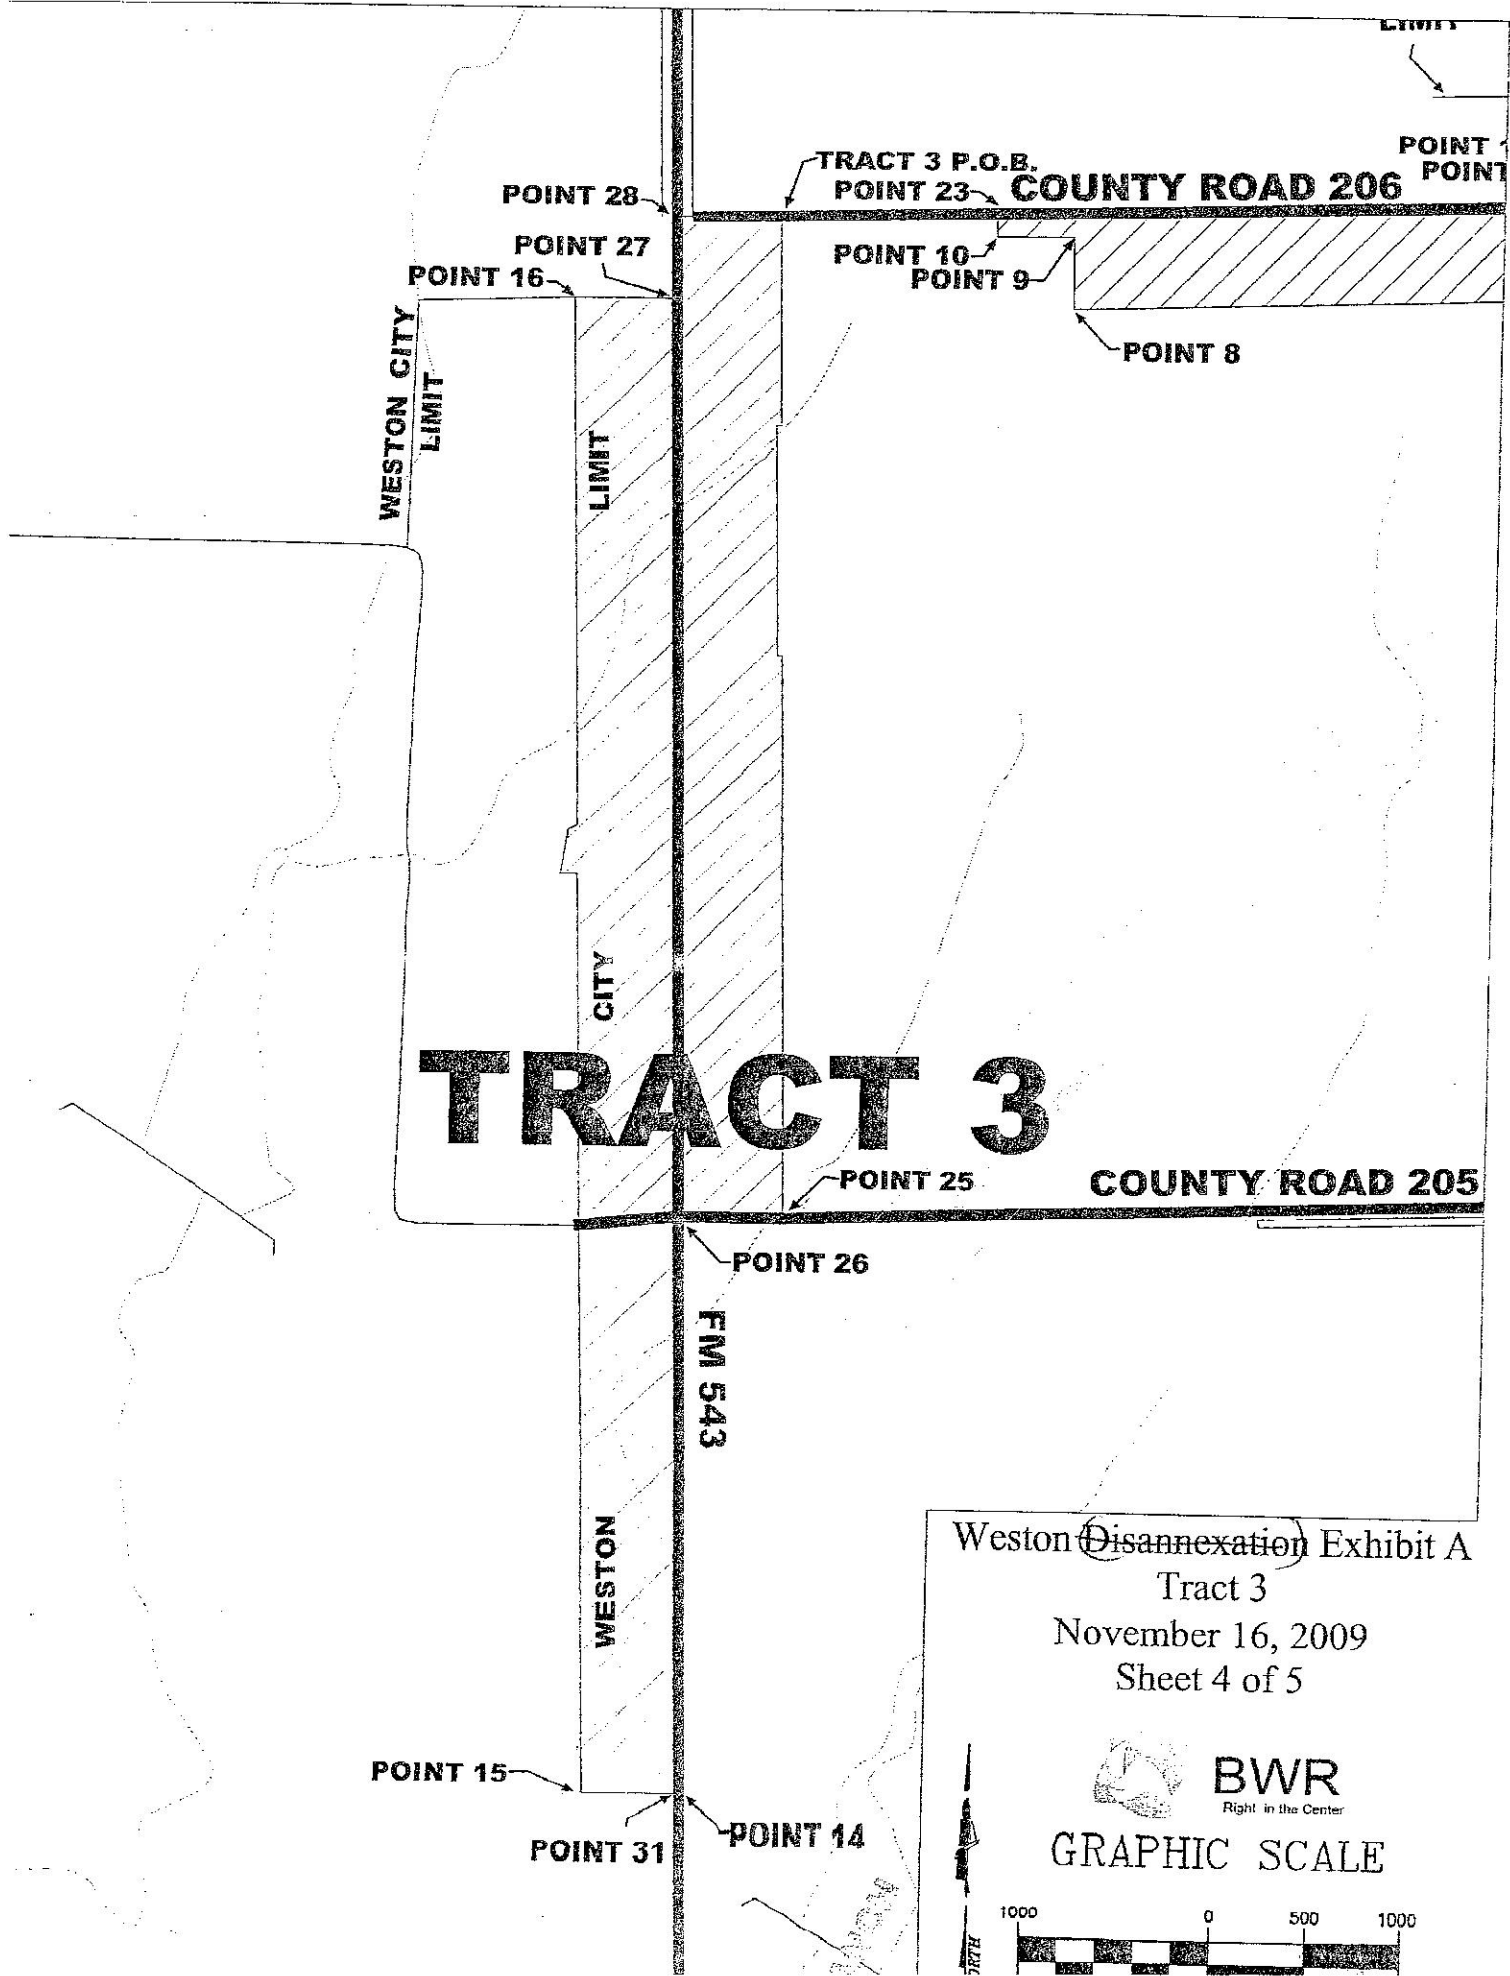 LIMIT
POINT
POINT
TRACT 3 P.O.B.
POINT 23
COUNTY ROAD 206
POINT 28
POINT 27
POINT 16
POINT 10
POINT 9
POINT 8
WESTON CITY
LIMIT
LIMIT
CITY
TRACT 3
POINT 25
COUNTY ROAD 205
POINT 26
FM 543
WESTON
POINT 15
POINT 31
POINT 14
Weston Disannexation Exhibit A
Tract 3
November 16, 2009
Sheet 4 of 5
BWR
Right in the Center
GRAPHIC SCALE
1000 0 500 1000